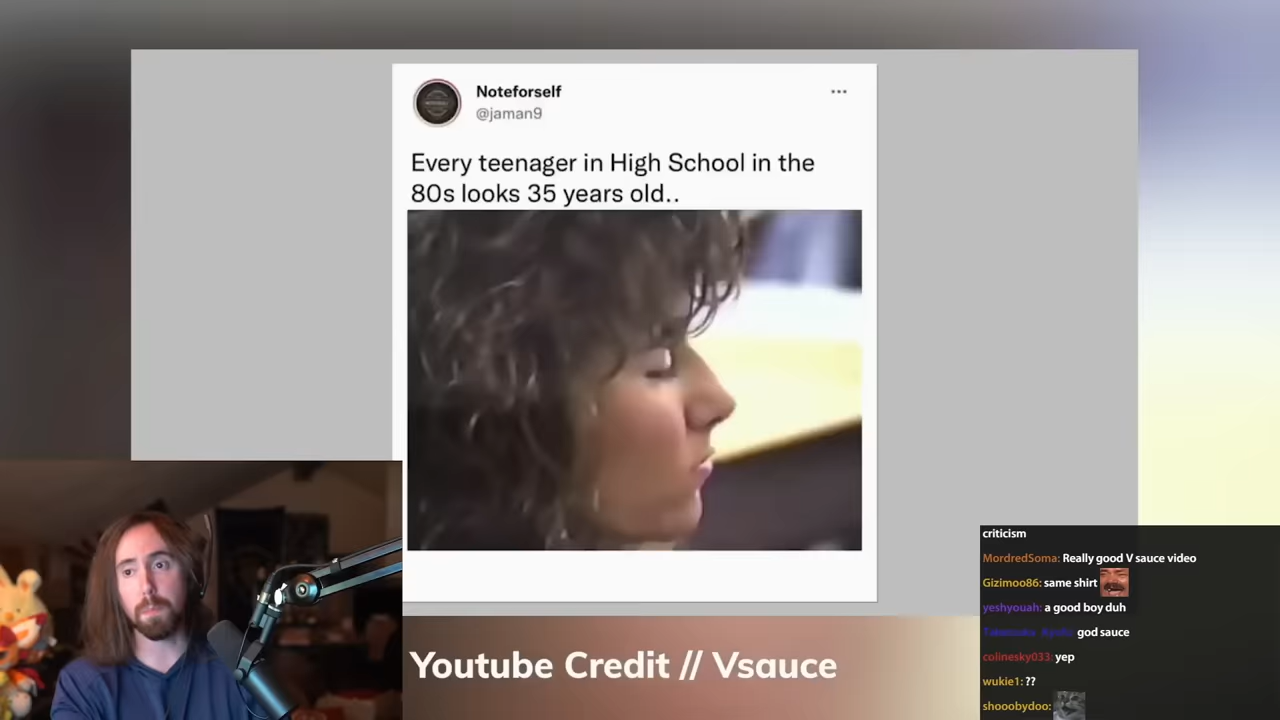 Noteforself
@jaman9
Every teenager in High School in the
80s looks 35 years old..
Youtube Credit // Vsauce
criticism
MordredSoma: Really good V sauce video
Gizimoo86: same shirt
yeshyouah: a good boy duh
god sauce
colinesky033: yep
wukie1: ??
shooobydoo: